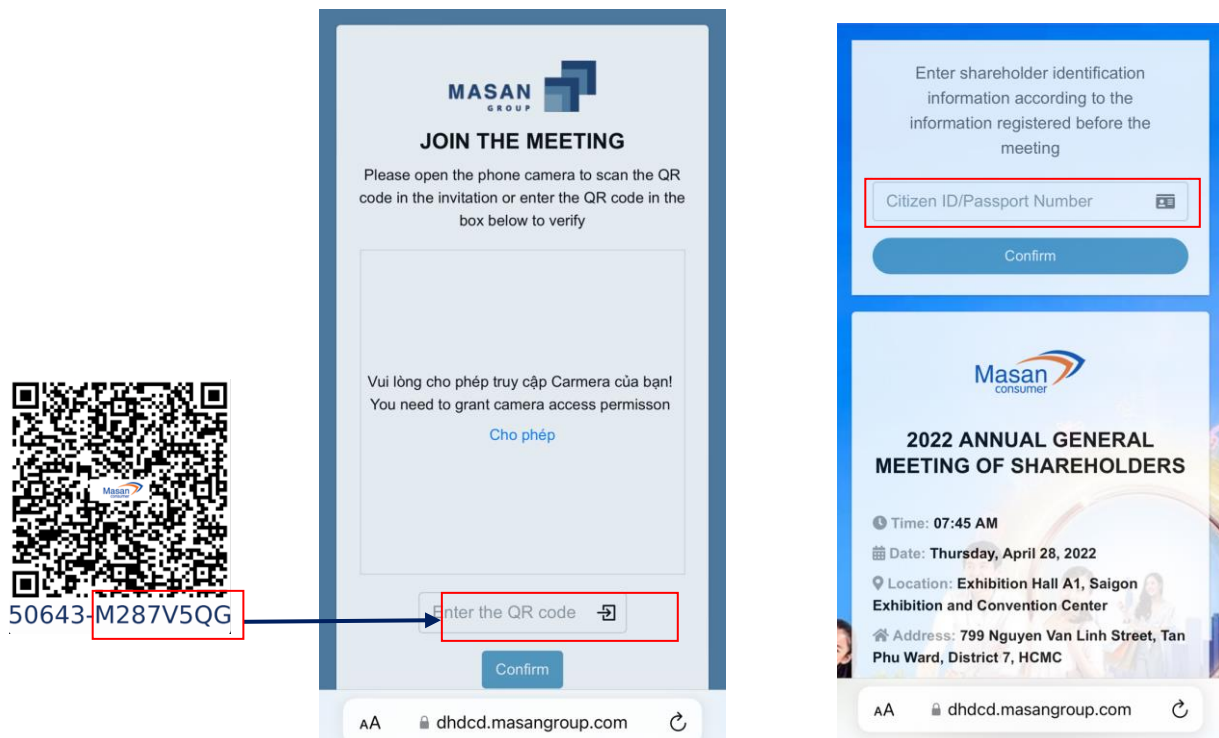 Masan
consumer
50643-M287V5QG
MASAN
GROUP
JOIN THE MEETING
Please open the phone camera to scan the QR
code in the invitation or enter the QR code in the
box below to verify
Vui lòng cho phép truy cập Carmera của bạn!
You need to grant camera access permisson
Cho phép
Enter the QR code
Confirm
AA dhdcd.masangroup.com
Enter shareholder identification
information according to the
information registered before the
meeting
Citizen ID/Passport Number
Confirm
Masan
consumer
2022 ANNUAL GENERAL
MEETING OF SHAREHOLDERS
Time: 07:45 AM
Date: Thursday, April 28, 2022
Location: Exhibition Hall A1, Saigon
Exhibition and Convention Center
Address: 799 Nguyen Van Linh Street, Tan
Phu Ward, District 7, HCMC
AA dhdcd.masangroup.com